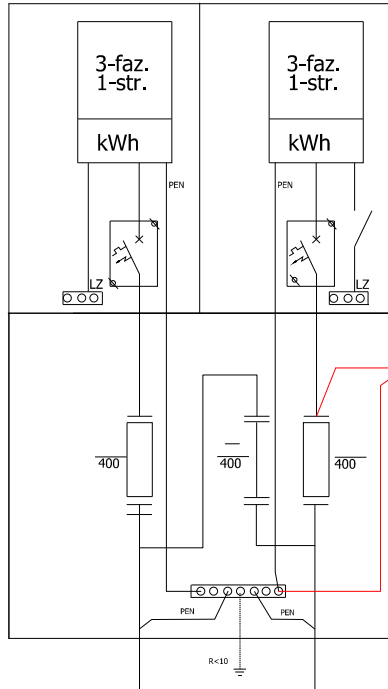 3-faz.
1-str.
kWh
PEN
LZ
3-faz.
1-str.
kWh
PEN
LZ
400
400
400
PEN
PEN
R<10